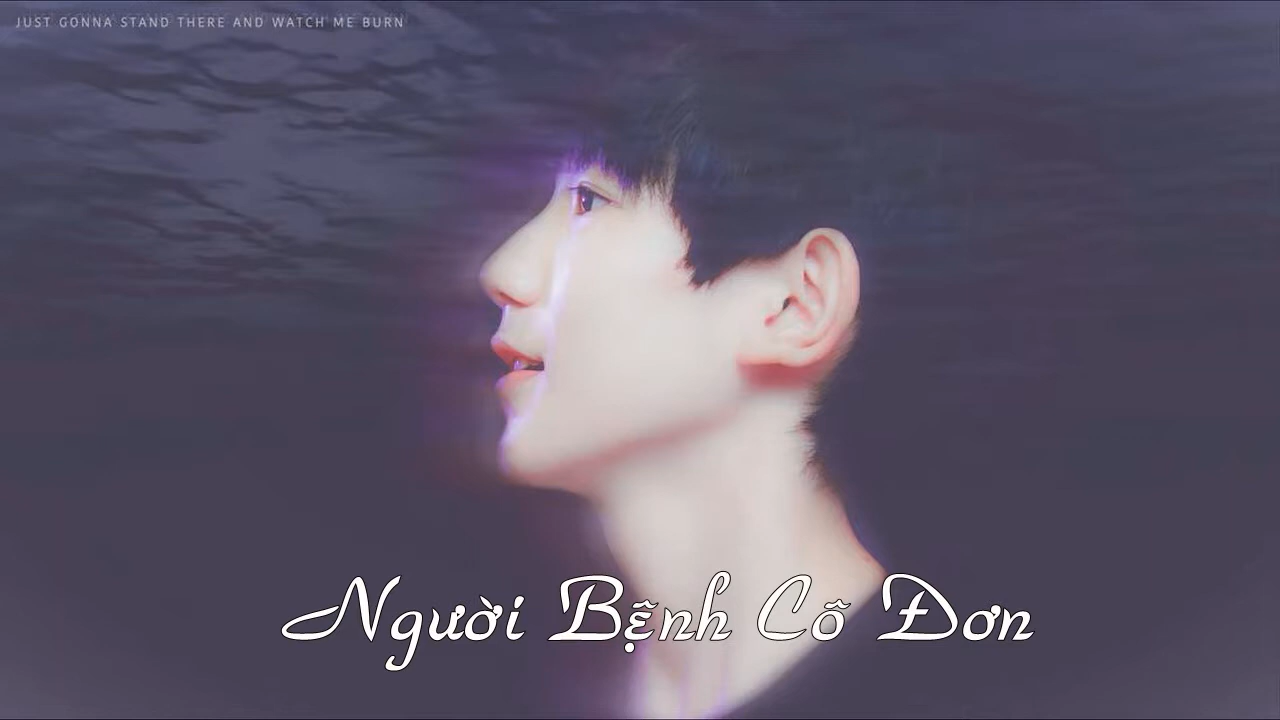 JUST GONNA STAND THERE AND WATCH ME BURN
Người Bệnh Cô Đơn